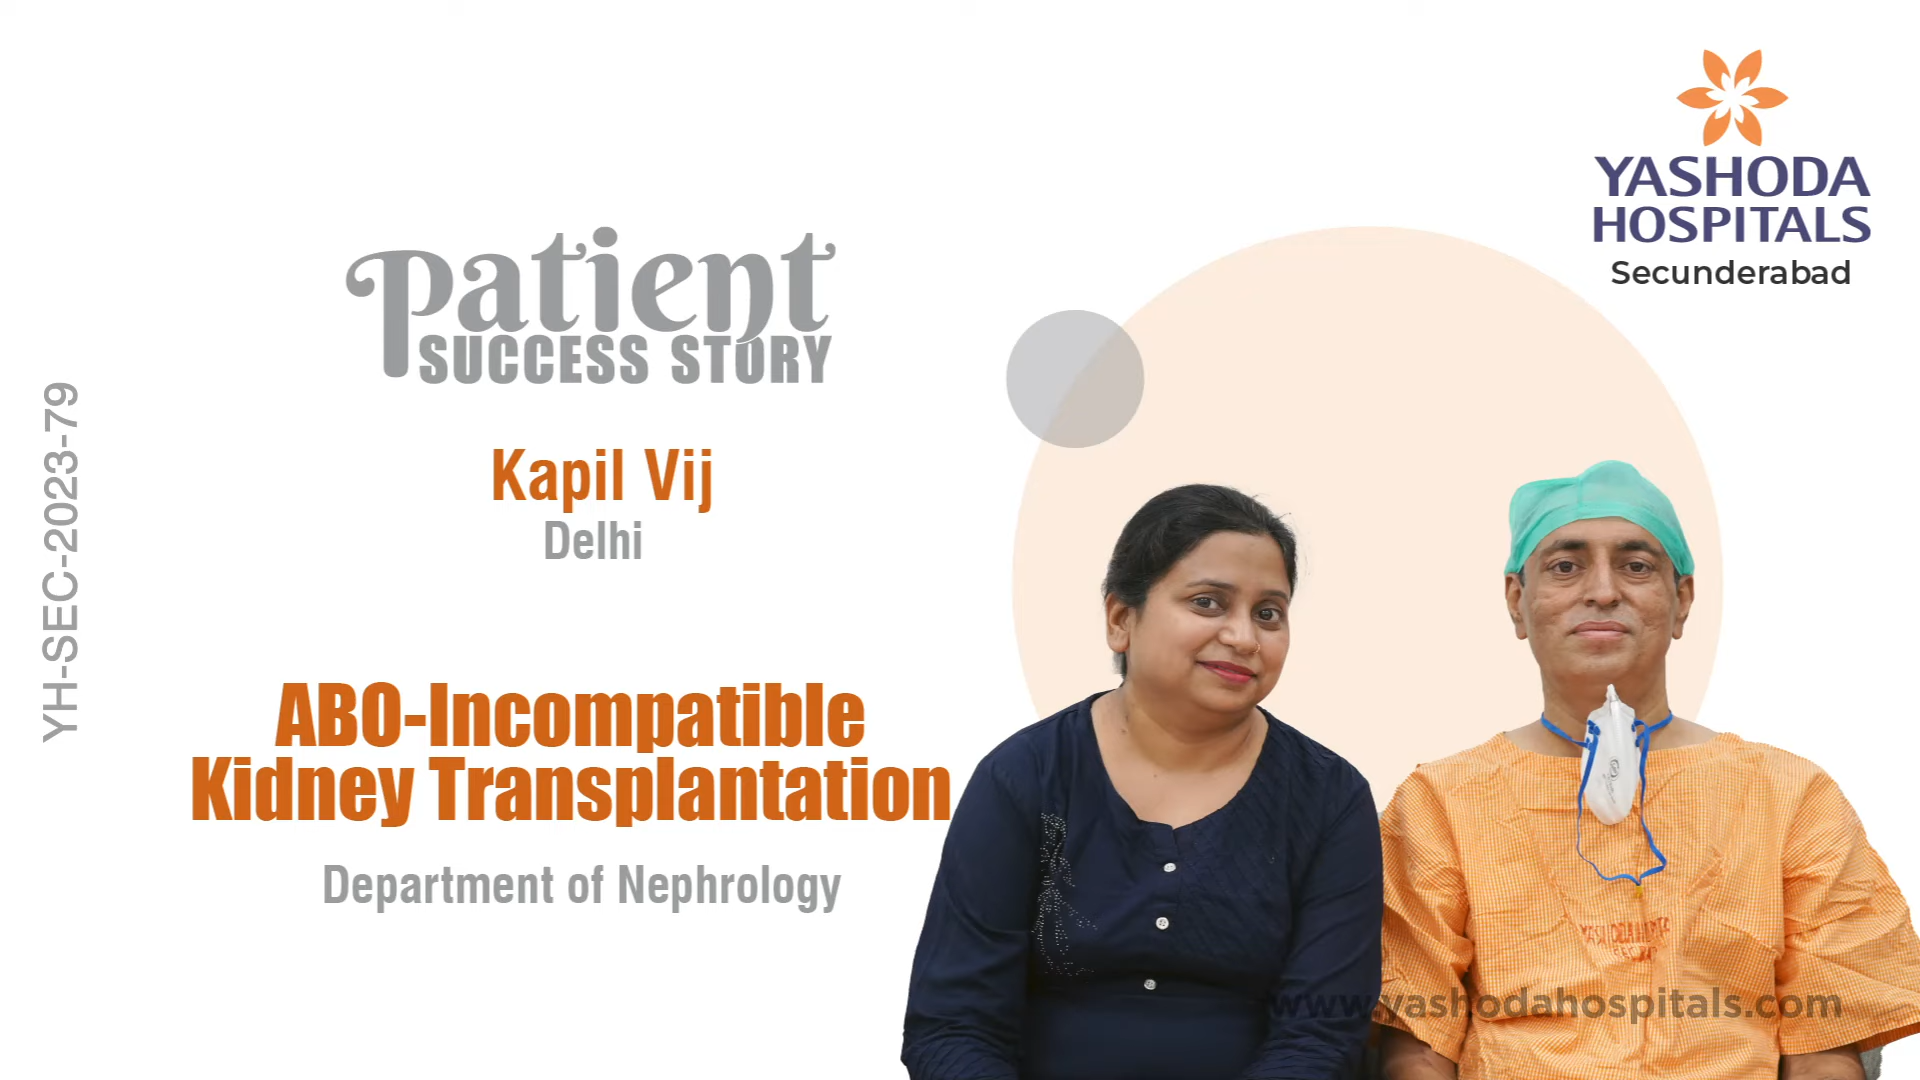 YASHODA
HOSPITALS
Secunderabad
Patient
SUCCESS STORY
Kapil Vij
Delhi
ABO-Incompatible
Kidney Transplantation
Department of Nephrology
YH-SEC-2023-79
www.yashodahospitals.com